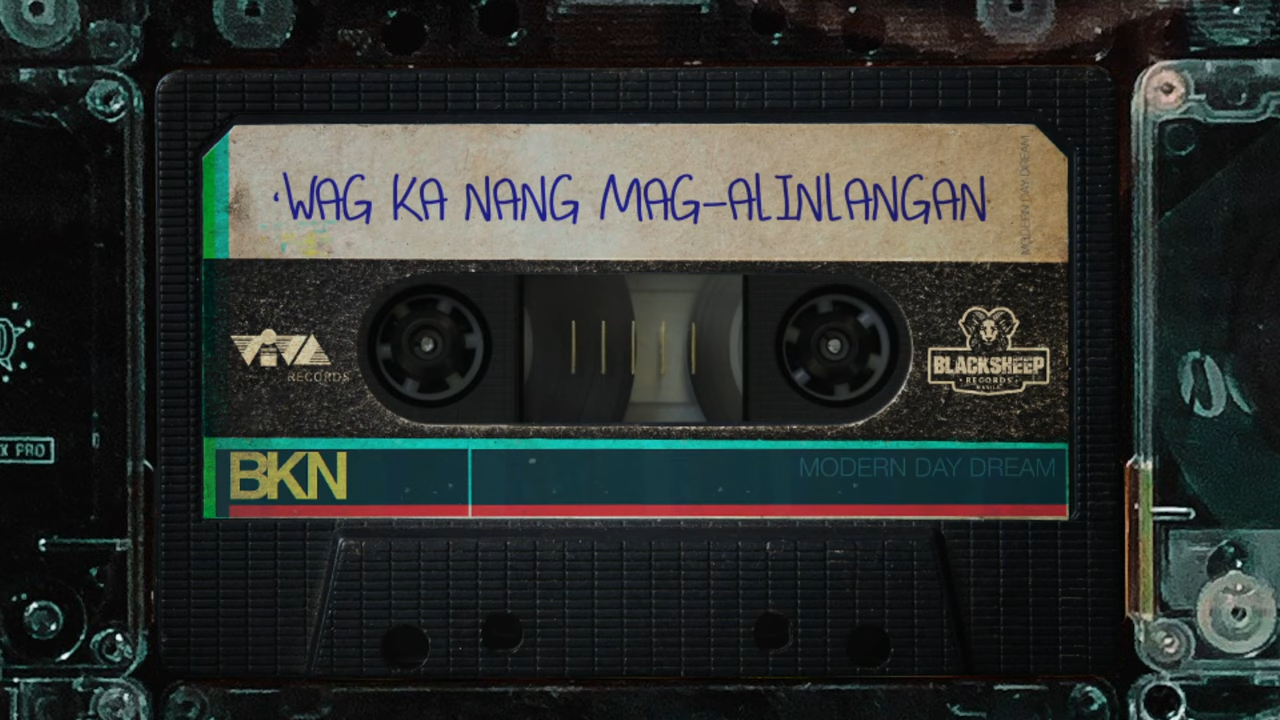 'WAG KA NANG MAG-ALINLANGAN
MODERN DAY DREAM
VIVA
RECORDS
BLACKSHEEP
RECORDS
MANILA
X PRO
BKN
MODERN DAY DREAM